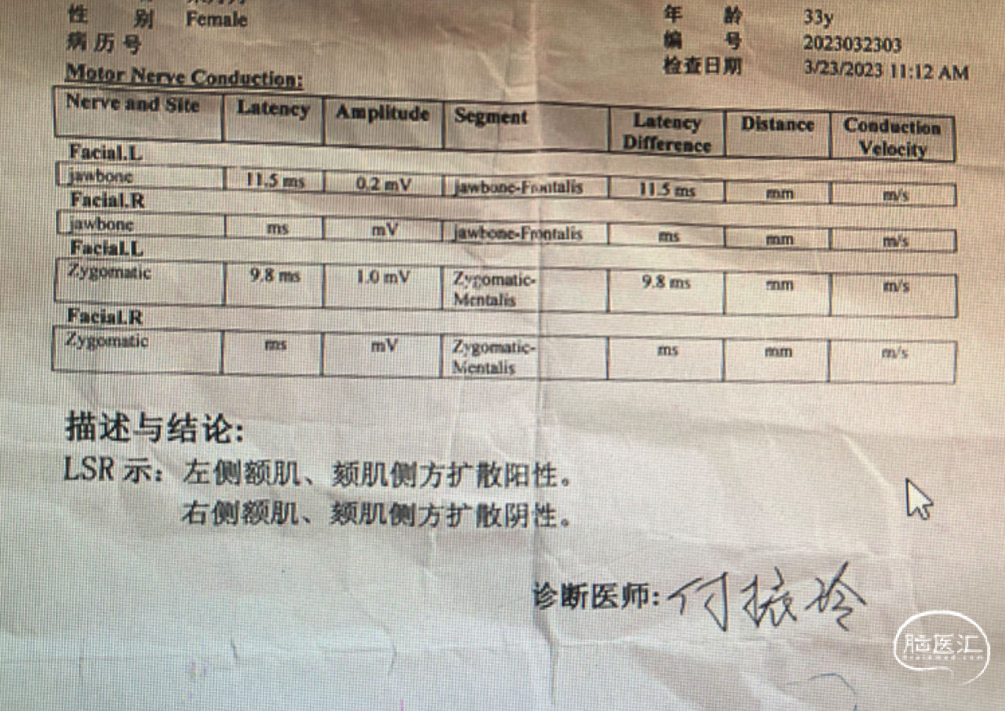 性 别 Female 年 龄 33y
病历号 编 号 2023032303
检查日期 3/23/2023 11:12 AM
Motor Nerve Conduction:
Nerve and Site Latency Amplitude Segment Latency Difference Distance Conduction Velocity
Facial.L
jawbone 11.5 ms 0.2 mV jawbone-Frontalis 11.5 ms mm m/s
Facial.R
jawbone ms mV jawbone-Frontalis ms mm m/s
Facial.L
Zygomatic 9.8 ms 1.0 mV Zygomatic-Mentalis 9.8 ms mm m/s
Facial.R
Zygomatic ms mV Zygomatic-Mentalis ms mm m/s
描述与结论:
LSR 示: 左侧额肌、颏肌侧方扩散阳性。
右侧额肌、颏肌侧方扩散阴性。
诊断医师: 付振玲
脑医汇